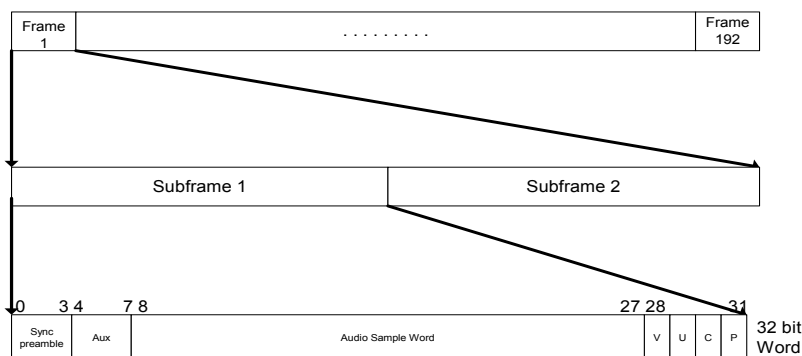 Frame
1
. . . . . . . . .
Frame
192
Subframe 1
Subframe 2
0 3 4 7 8 27 28 31
Sync
preamble
Aux
Audio Sample Word
V
U
C
P
32 bit
Word